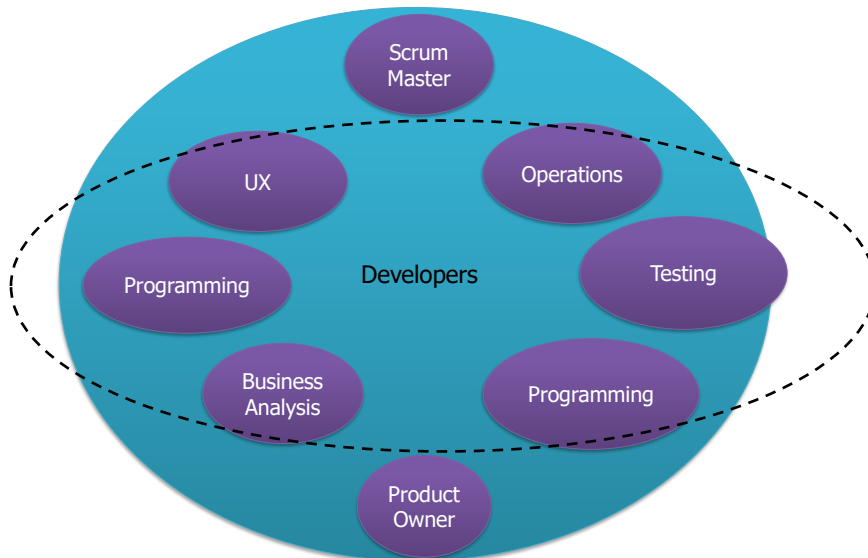 Scrum
Master
UX
Operations
Programming
Developers
Testing
Business
Analysis
Programming
Product
Owner